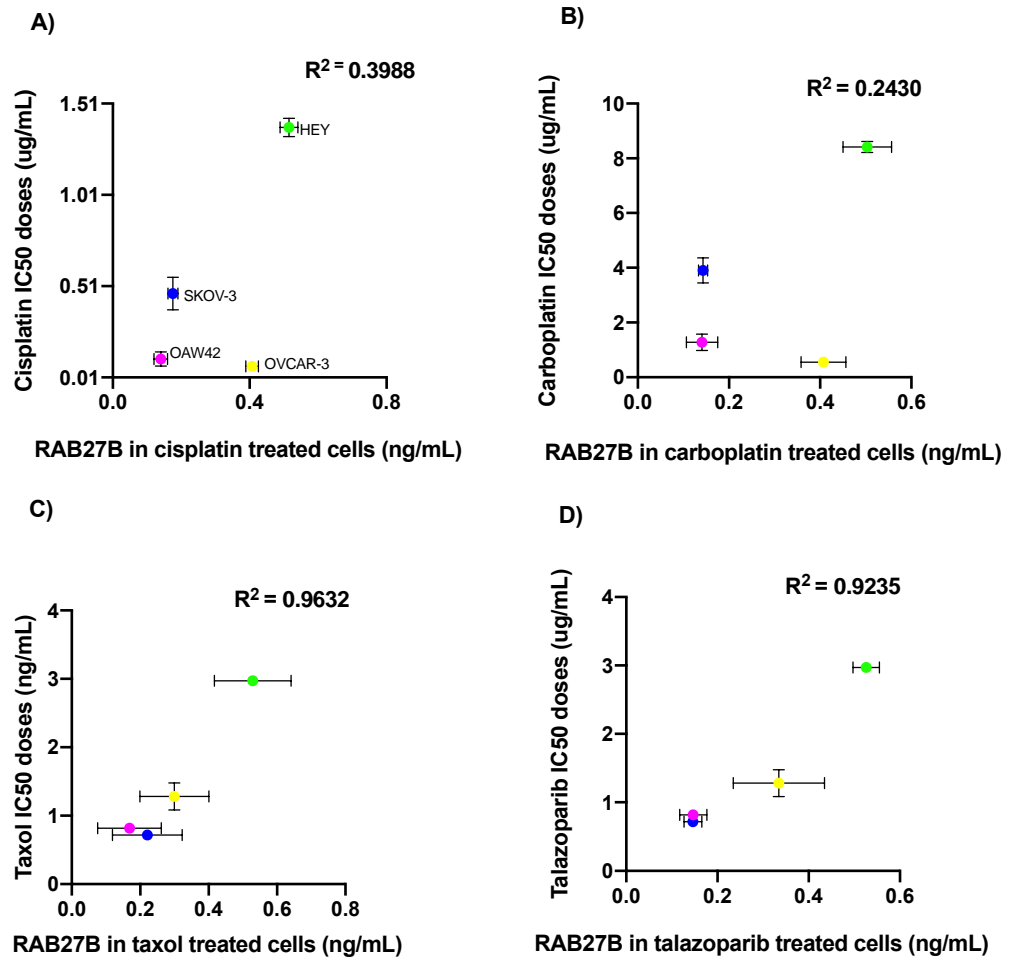 A)
R² = 0.3988
Cisplatin IC50 doses (ug/mL)
1.51
1.01
0.51
0.01
HEY
SKOV-3
OAW42
OVCAR-3
0.0 0.4 0.8
RAB27B in cisplatin treated cells (ng/mL)
B)
R² = 0.2430
Carboplatin IC50 doses (ug/mL)
10
8
6
4
2
0
0.0 0.2 0.4 0.6
RAB27B in carboplatin treated cells (ng/mL)
C)
R² = 0.9632
Taxol IC50 doses (ng/mL)
4
3
2
1
0
0.0 0.2 0.4 0.6 0.8
RAB27B in taxol treated cells (ng/mL)
D)
R² = 0.9235
Talazoparib IC50 doses (ug/mL)
4
3
2
1
0
0.0 0.2 0.4 0.6
RAB27B in talazoparib treated cells (ng/mL)